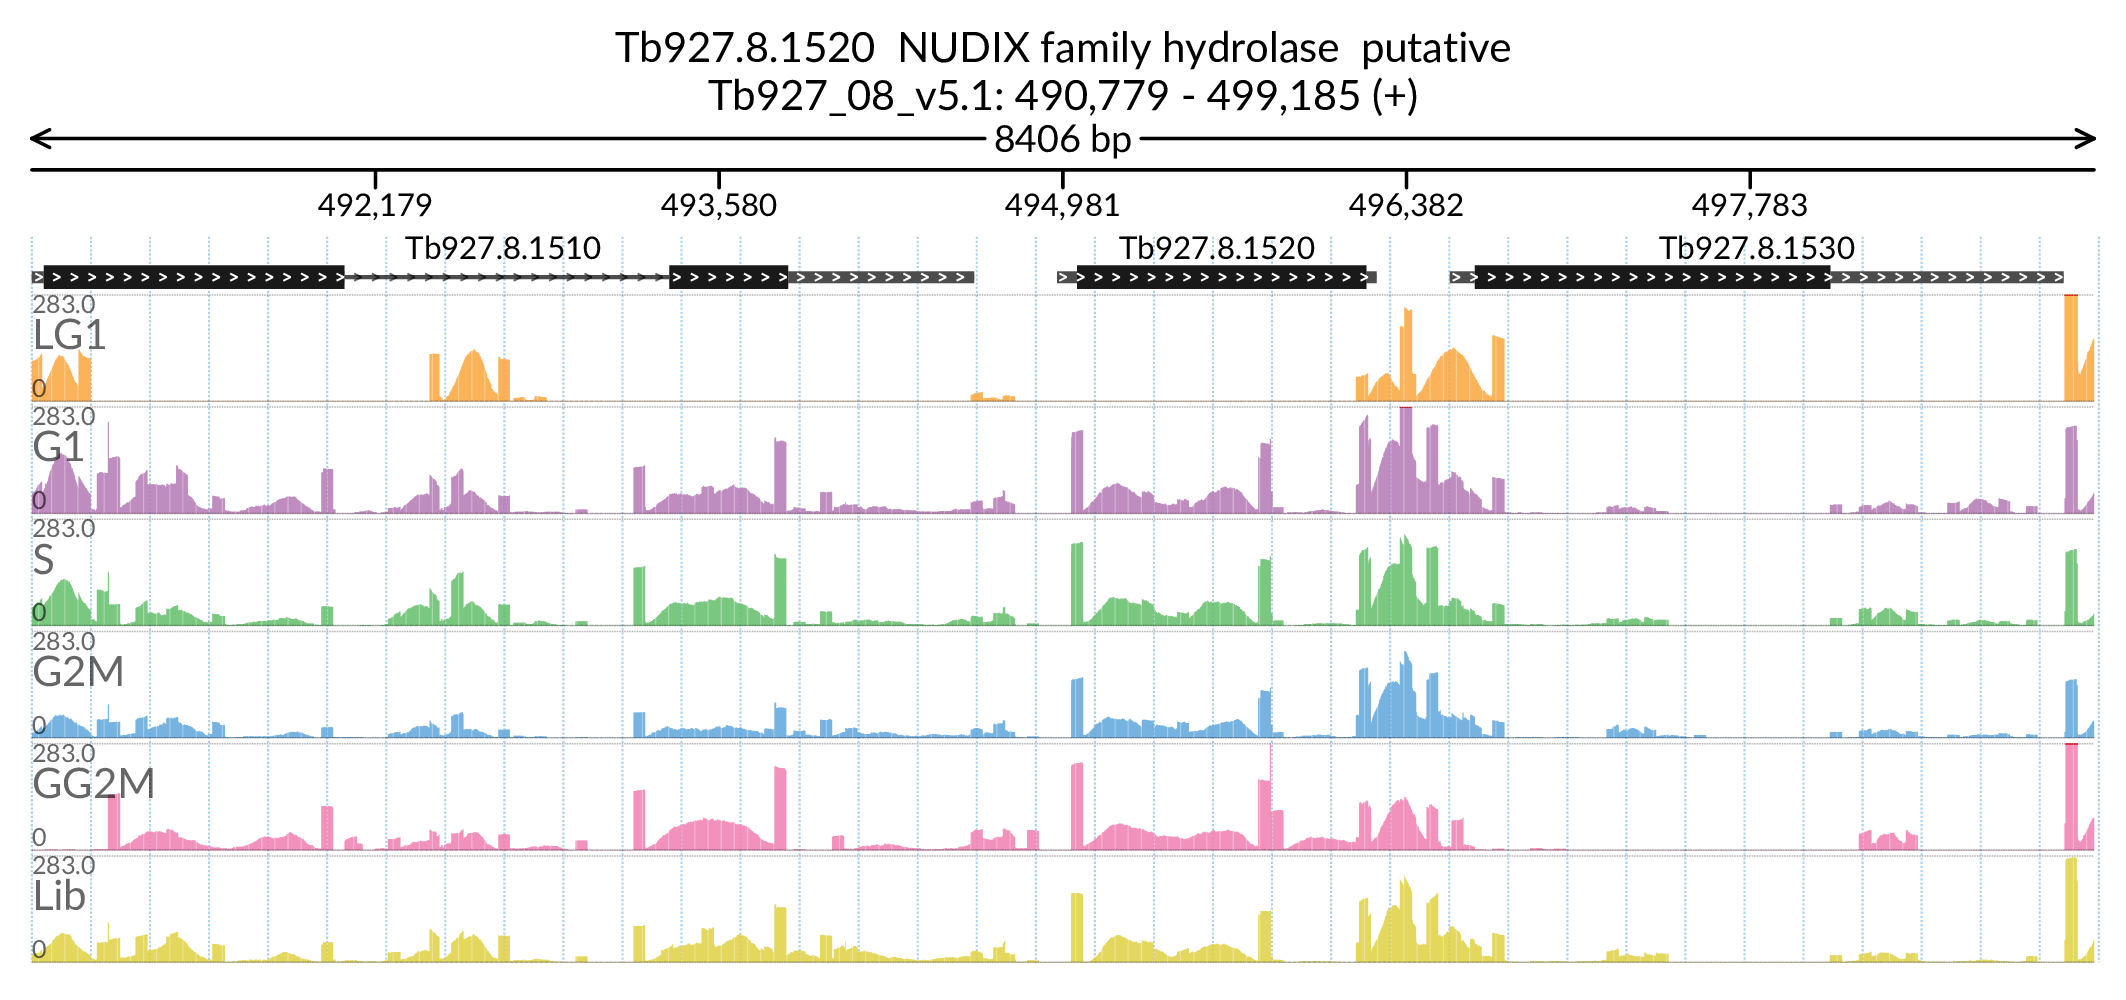 Tb927.8.1520  NUDIX family hydrolase  putative
Tb927_08_v5.1: 490,779 - 499,185 (+)
8406 bp
492,179 493,580 494,981 496,382 497,783
Tb927.8.1510 Tb927.8.1520 Tb927.8.1530
283.0
LG1
0
283.0
G1
0
283.0
S
0
283.0
G2M
0
283.0
GG2M
0
283.0
Lib
0